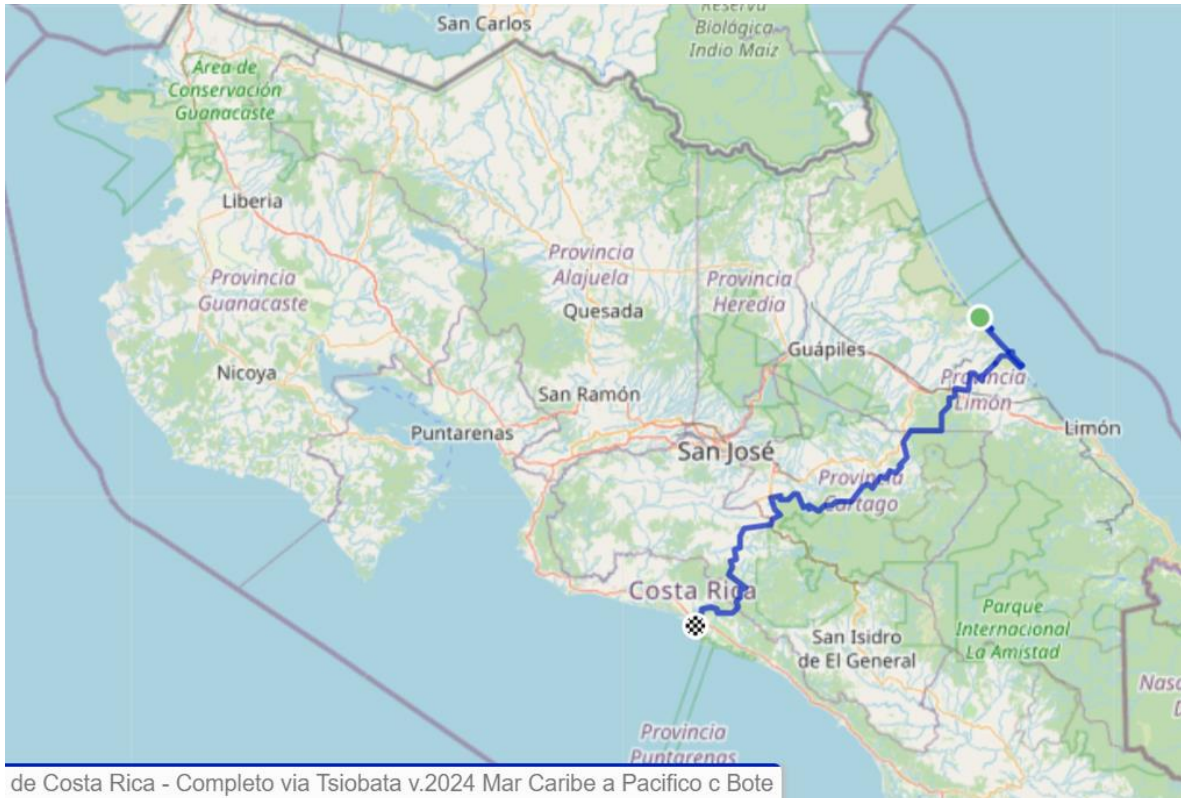 San Carlos
Reserva
Biológica
Indio Maíz
Área de
Conservación
Guanacaste
Liberia
Provincia
Guanacaste
Provincia
Alajuela
Quesada
Provincia
Heredia
Guápiles
Nicoya
San Ramón
Puntarenas
San José
Provincia
Limón
Limón
Provincia
Cartago
Costa Rica
Parque
Internacional
La Amistad
San Isidro
de El General
Provincia
Puntarenas
de Costa Rica - Completo via Tsiobata v.2024 Mar Caribe a Pacifico c Bote